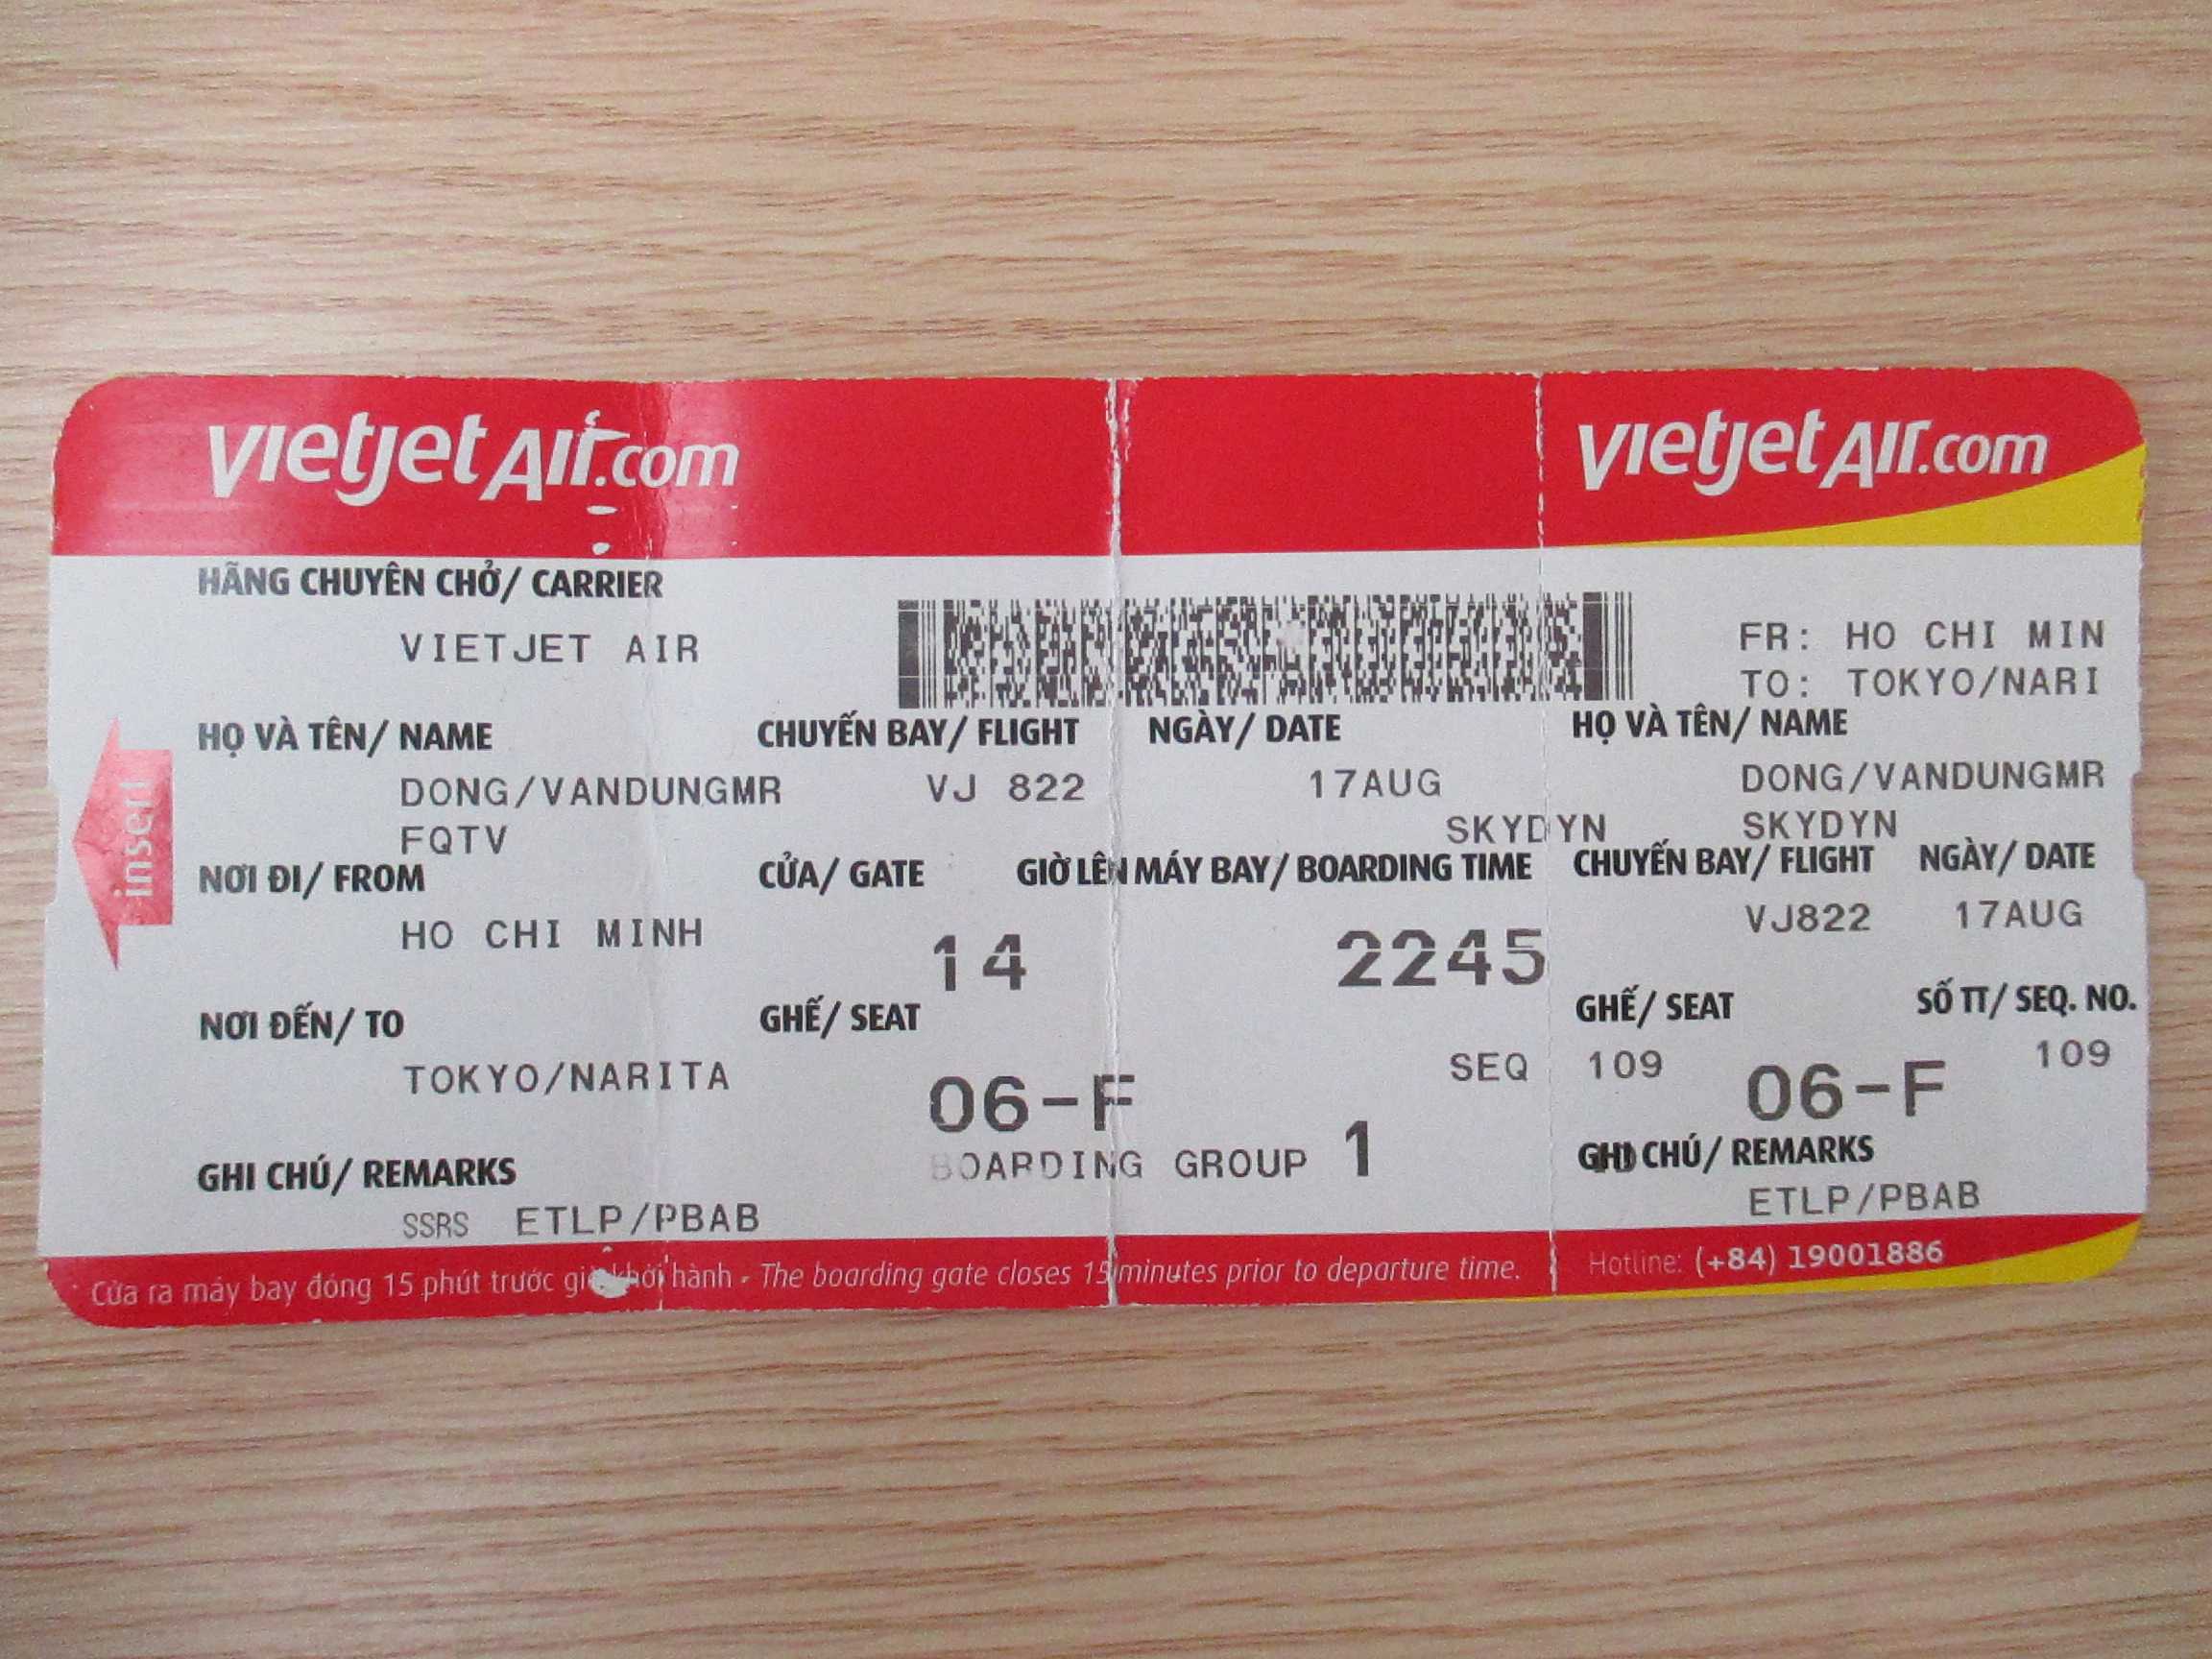 vietjetAir.com
vietjetAir.com
HÃNG CHUYÊN CHỞ/ CARRIER
VIETJET AIR
FR: HO CHI MIN
TO: TOKYO/NARI
HỌ VÀ TÊN/ NAME
CHUYẾN BAY/ FLIGHT
NGÀY/ DATE
HỌ VÀ TÊN/ NAME
DONG/VANDUNGMR
VJ 822
17AUG
DONG/VANDUNGMR
FQTV
SKYDYN
SKYDYN
NƠI ĐI/ FROM
CỬA/ GATE
GIỜ LÊN MÁY BAY/ BOARDING TIME
CHUYẾN BAY/ FLIGHT
NGÀY/ DATE
HO CHI MINH
14
2245
VJ822
17AUG
NƠI ĐẾN/ TO
GHẾ/ SEAT
GHẾ/ SEAT
SỐ TT/ SEQ. NO.
TOKYO/NARITA
06-F
SEQ 109
06-F
109
BOARDING GROUP 1
GHI CHÚ/ REMARKS
GHI CHÚ/ REMARKS
SSRS ETLP/PBAB
ETLP/PBAB
insert
Cửa ra máy bay đóng 15 phút trước giờ khởi hành - The boarding gate closes 15 minutes prior to departure time.
Hotline: (+84) 19001886